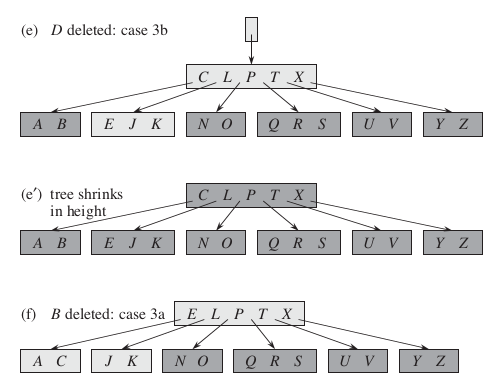 (e) D deleted: case 3b
C L P T X
A B E J K N O Q R S U V Y Z
(e′) tree shrinks
in height
C L P T X
A B E J K N O Q R S U V Y Z
(f) B deleted: case 3a
E L P T X
A C J K N O Q R S U V Y Z